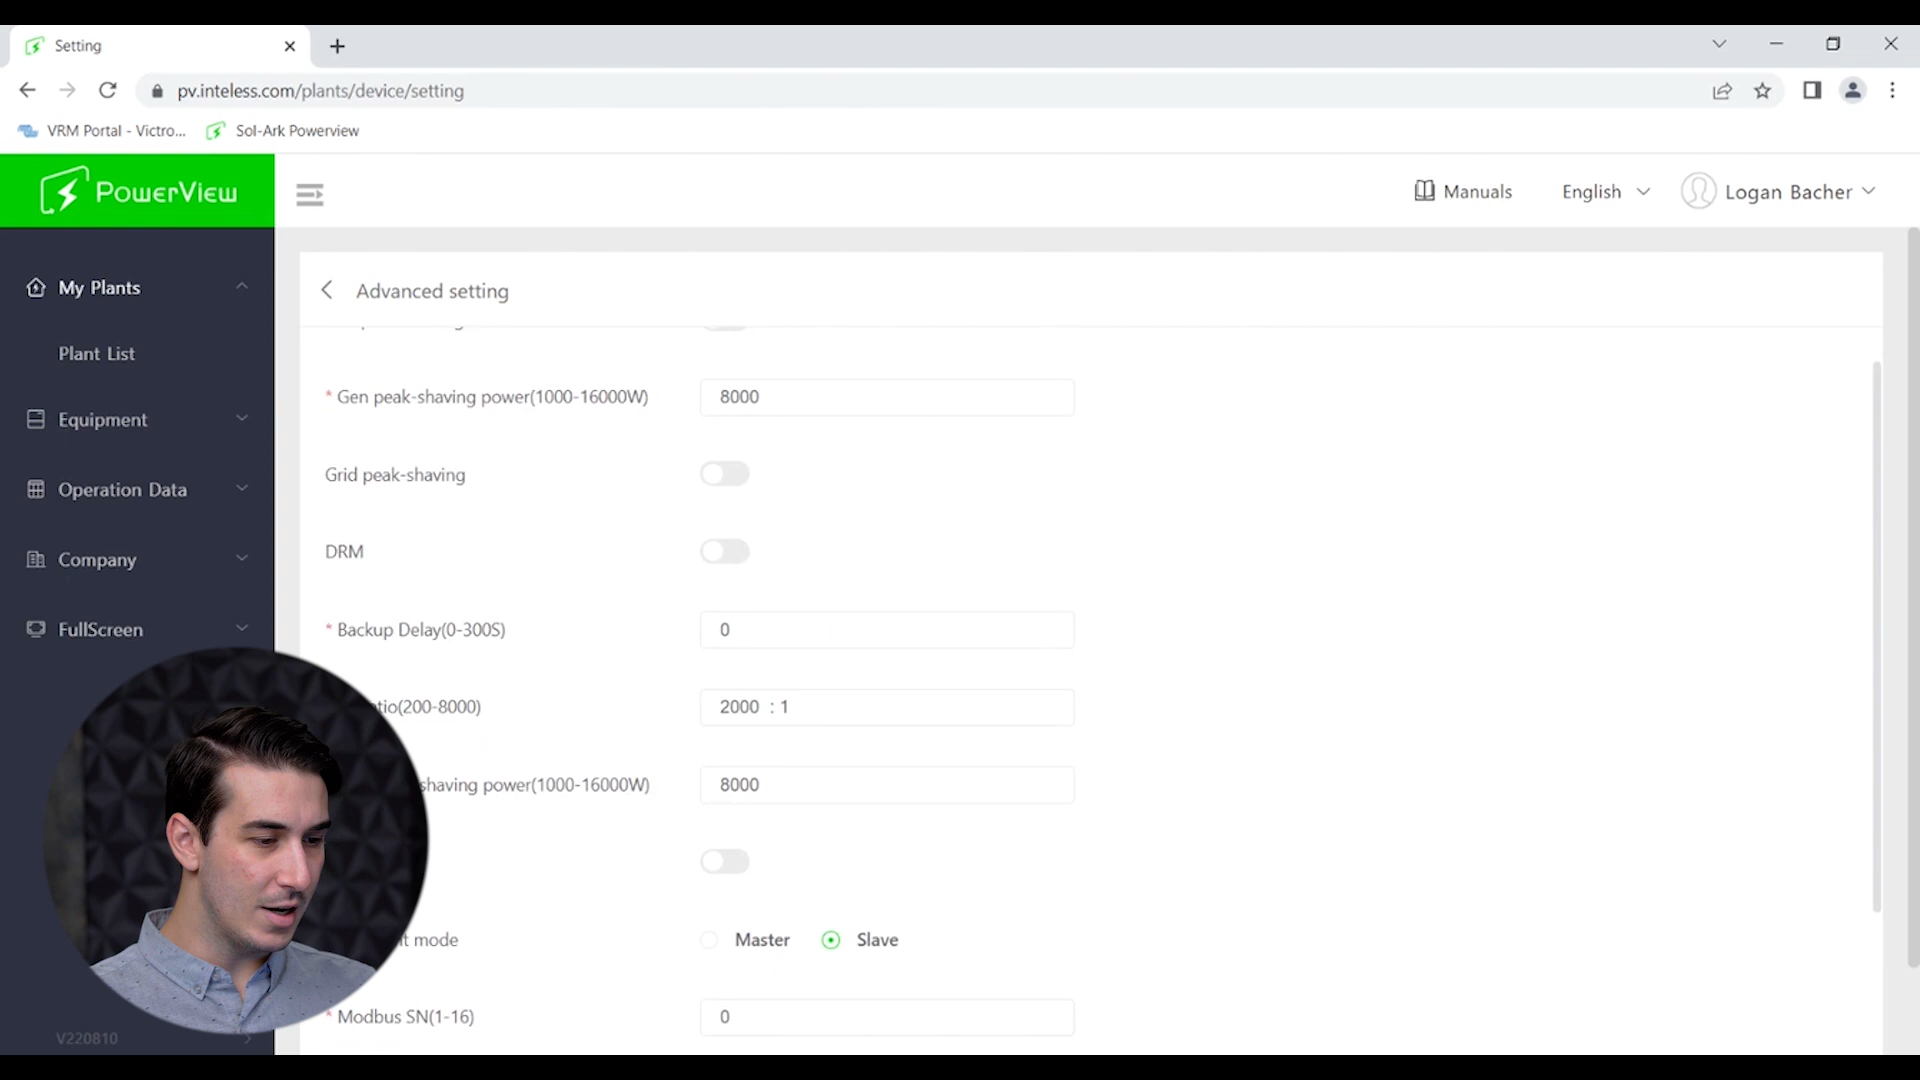 Setting
pv.inteless.com/plants/device/setting
VRM Portal - Victro...
Sol-Ark Powerview
PowerView
Manuals
English
Logan Bacher
My Plants
Plant List
Equipment
Operation Data
Company
FullScreen
V220810
Advanced setting
* Gen peak-shaving power(1000-16000W)
8000
Grid peak-shaving
DRM
* Backup Delay(0-300S)
0
tio(200-8000)
2000 : 1
shaving power(1000-16000W)
8000
t mode
Master
Slave
* Modbus SN(1-16)
0